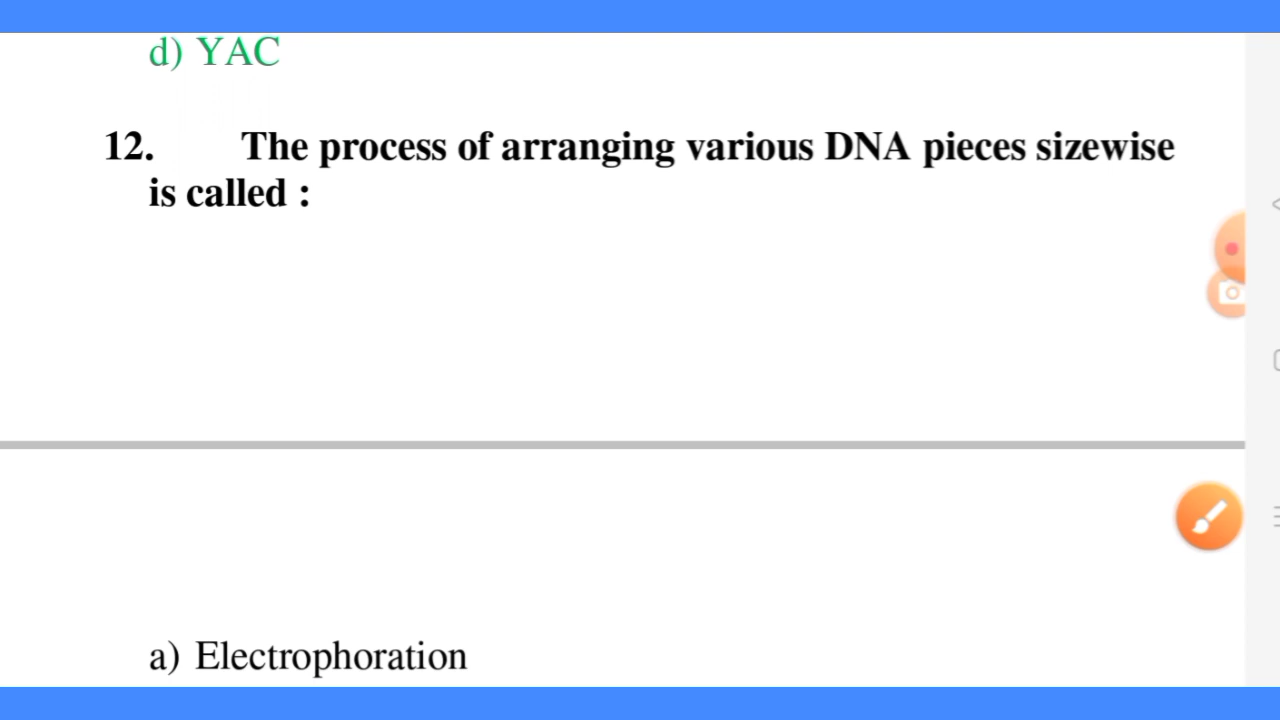 d) YAC
12. The process of arranging various DNA pieces sizewise
is called :
a) Electrophoration